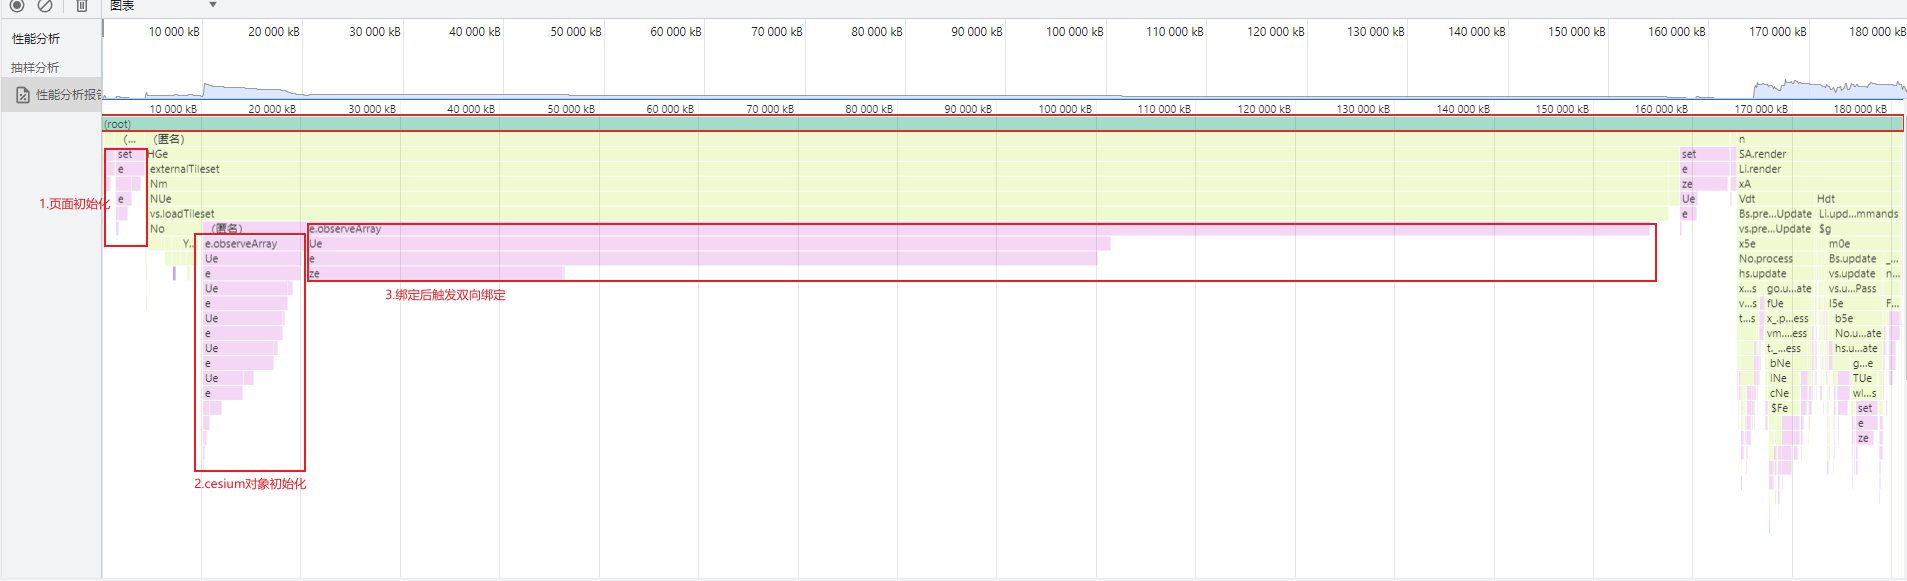 图表
性能分析
抽样分析
性能分析报告
10 000 kB 20 000 kB 30 000 kB 40 000 kB 50 000 kB 60 000 kB 70 000 kB 80 000 kB 90 000 kB 100 000 kB 110 000 kB 120 000 kB 130 000 kB 140 000 kB 150 000 kB 160 000 kB 170 000 kB 180 000 kB
10 000 kB 20 000 kB 30 000 kB 40 000 kB 50 000 kB 60 000 kB 70 000 kB 80 000 kB 90 000 kB 100 000 kB 110 000 kB 120 000 kB 130 000 kB 140 000 kB 150 000 kB 160 000 kB 170 000 kB 180 000 kB
(root)
(... (匿名) n
set HGe set SA.render
e externalTileset e Li.render
Nm ze xA
e NUe Ue Vdt Hdt
vs.loadTileset e Bs.pre...Update Li.upd...mmands
No (匿名) e.observeArray vs.pre...Update $g
Y... e.observeArray Ue x5e m0e
Ue e No.process Bs.update _...
e ze hs.update vs.update n...
Ue x...s go.u...ate vs.u...Pass
e v...s fUe I5e F...
Ue t...s x_.p...ess b5e
e vm....ess No.u...ate
Ue t._...ess hs.u...ate
e bNe g...e
Ue INe TUe
e cNe wi...s
$Fe set
e
ze
1.页面初始化
2.cesium对象初始化
3.绑定后触发双向绑定